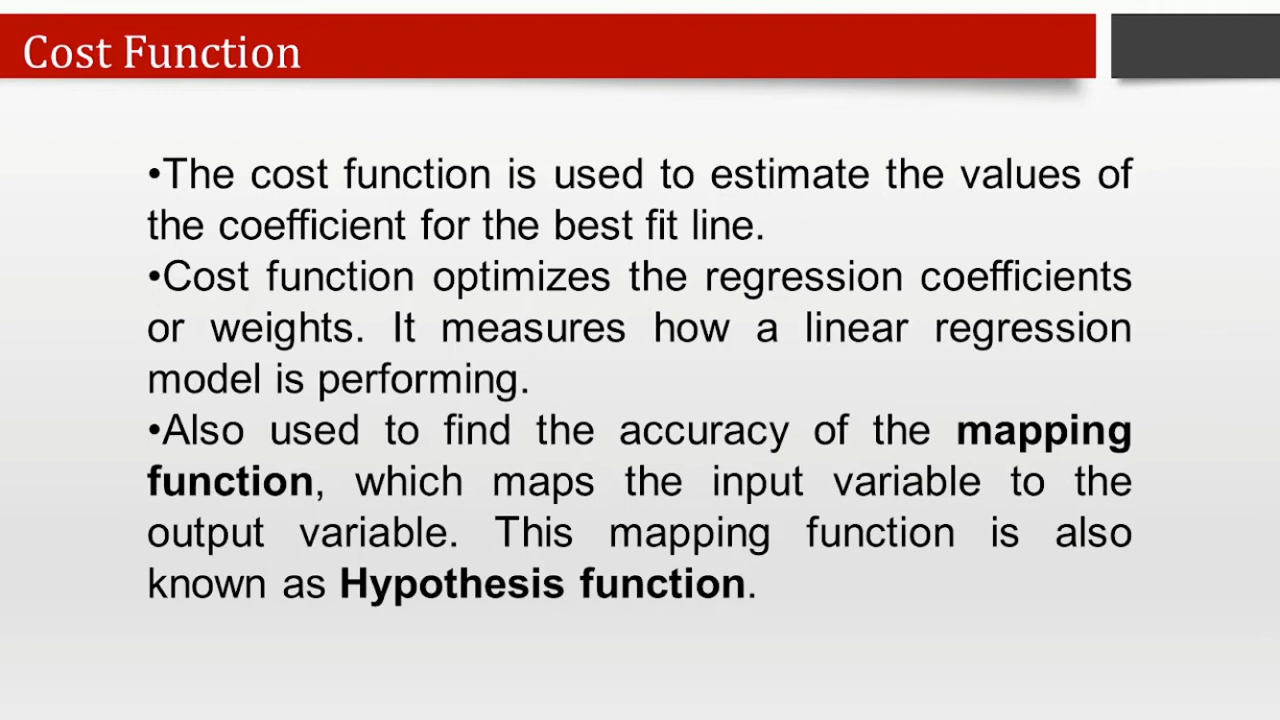 Cost Function
•The cost function is used to estimate the values of
the coefficient for the best fit line.
•Cost function optimizes the regression coefficients
or weights. It measures how a linear regression
model is performing.
•Also used to find the accuracy of the mapping
function, which maps the input variable to the
output variable. This mapping function is also
known as Hypothesis function.